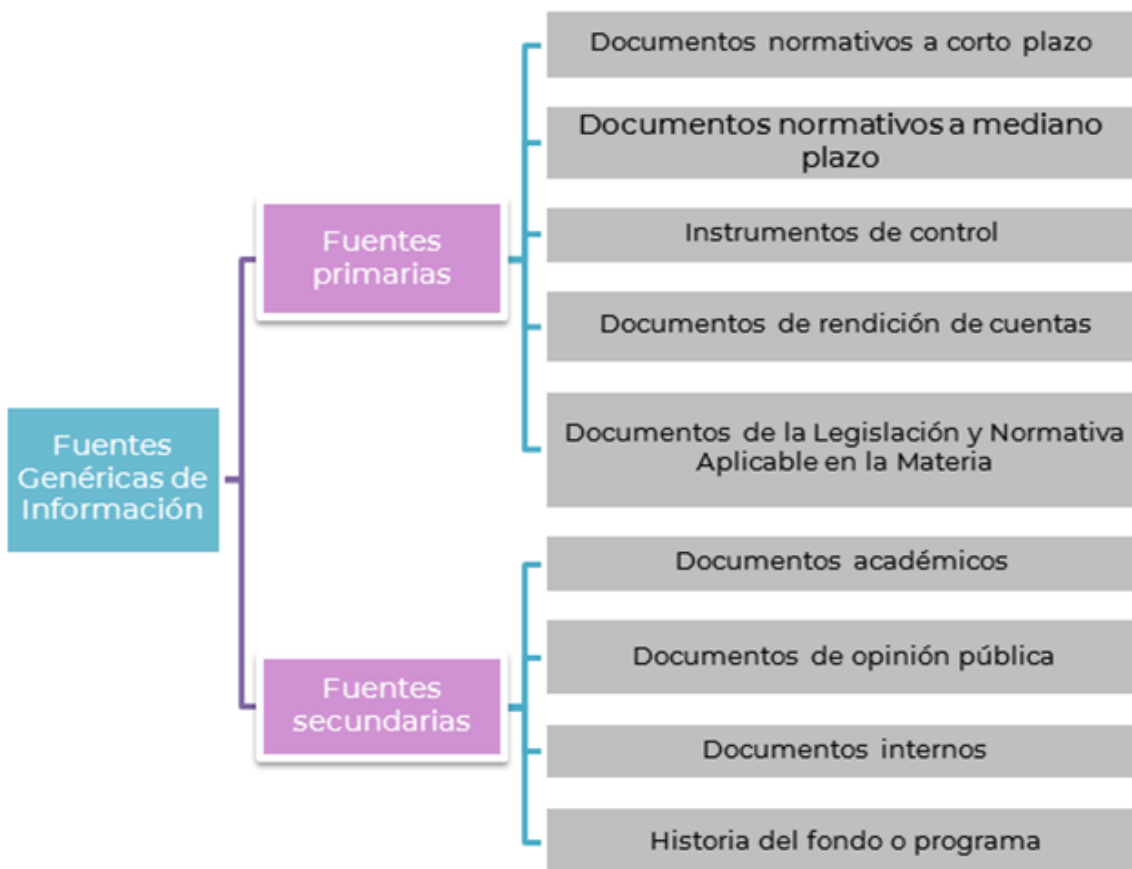 Fuentes
Genéricas de
Información
Fuentes
primarias
Documentos normativos a corto plazo
Documentos normativos a mediano
plazo
Instrumentos de control
Documentos de rendición de cuentas
Documentos de la Legislación y Normativa
Aplicable en la Materia
Fuentes
secundarias
Documentos académicos
Documentos de opinión pública
Documentos internos
Historia del fondo o programa